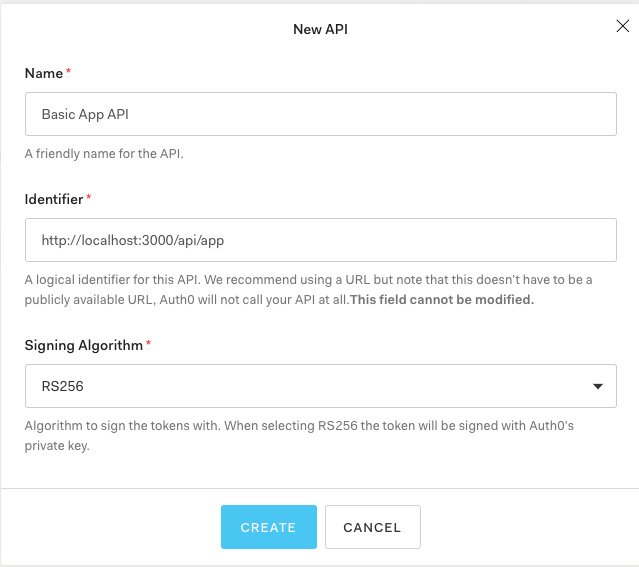 New API
Name *
Basic App API
A friendly name for the API.
Identifier *
http://localhost:3000/api/app
A logical identifier for this API. We recommend using a URL but note that this doesn't have to be a
publicly available URL, Auth0 will not call your API at all.This field cannot be modified.
Signing Algorithm *
RS256
Algorithm to sign the tokens with. When selecting RS256 the token will be signed with Auth0's
private key.
CREATE CANCEL